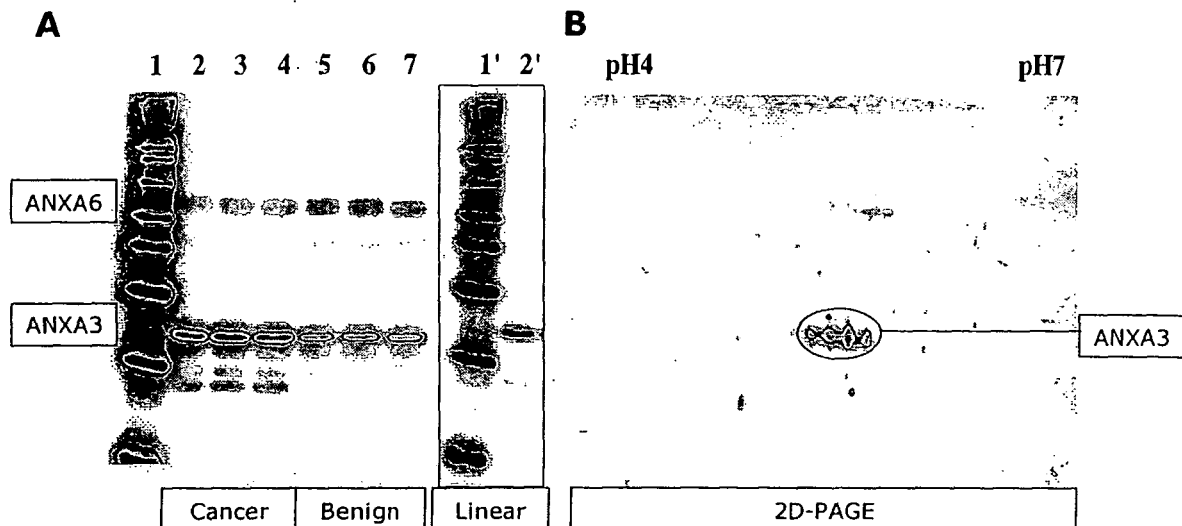 A
B
1 2 3 4 5 6 7 1' 2' pH4 pH7
ANXA6
ANXA3
ANXA3
Cancer Benign Linear 2D-PAGE